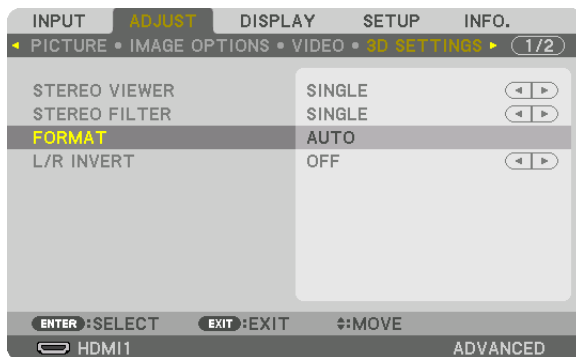 INPUT ADJUST DISPLAY SETUP INFO.
◂ PICTURE • IMAGE OPTIONS • VIDEO • 3D SETTINGS ▸ 1/2
STEREO VIEWER SINGLE
STEREO FILTER SINGLE
FORMAT AUTO
L/R INVERT OFF
ENTER :SELECT EXIT :EXIT ⬍:MOVE
HDMI1 ADVANCED